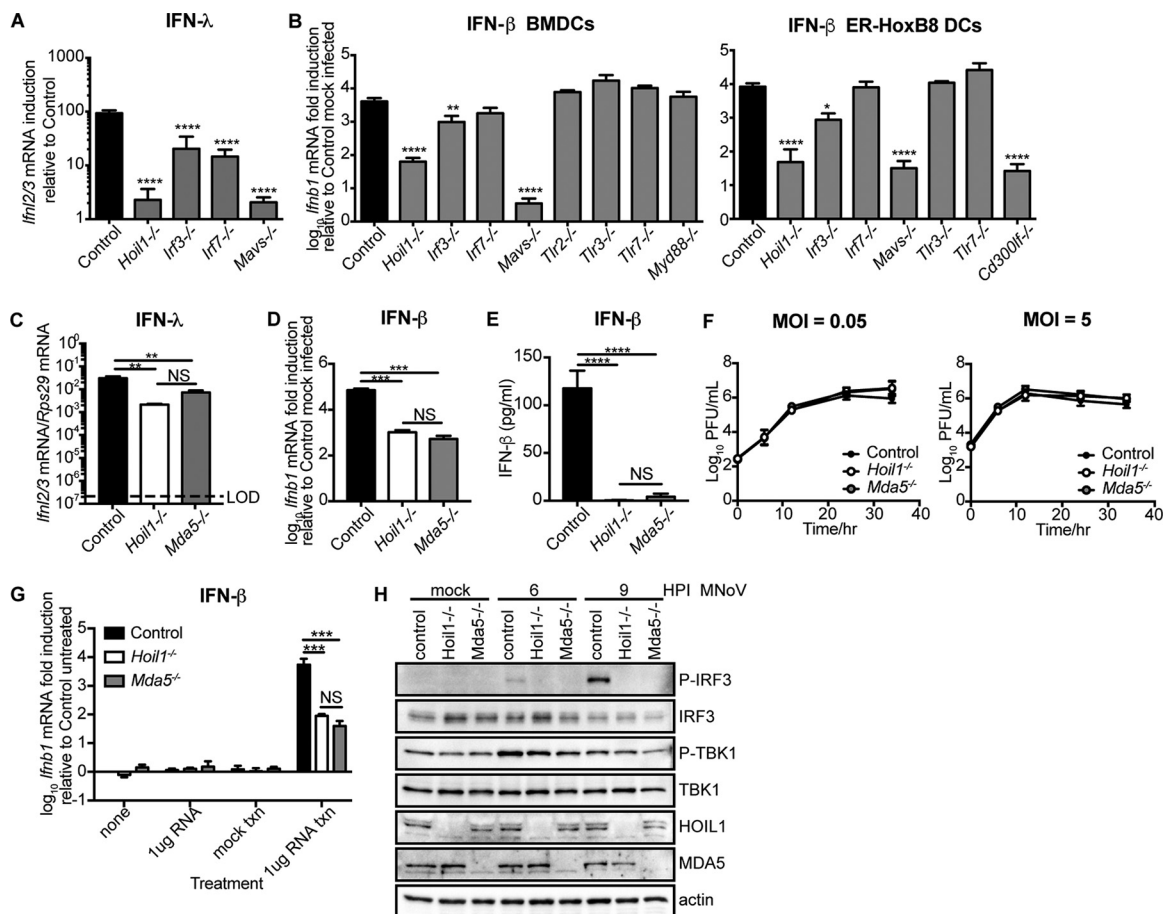 A
IFN-λ
Ifnl2/3 mRNA induction
relative to Control
1000
100
10
1
****
****
****
****
Control
Hoil1-/-
Irf3-/-
Irf7-/-
Mavs-/-
B
IFN-β BMDCs
log10 Ifnb1 mRNA fold induction
relative to Control mock infected
5
4
3
2
1
0
****
**
****
Control
Hoil1-/-
Irf3-/-
Irf7-/-
Mavs-/-
Tlr2-/-
Tlr3-/-
Tlr7-/-
Myd88-/-
IFN-β ER-HoxB8 DCs
5
4
3
2
1
0
****
*
****
****
Control
Hoil1-/-
Irf3-/-
Irf7-/-
Mavs-/-
Tlr3-/-
Tlr7-/-
Cd300lf-/-
C
IFN-λ
Ifnl2/3 mRNA/Rps29 mRNA
10^0
10^-1
10^-2
10^-3
10^-4
10^-5
10^-6
10^-7
**
**
NS
LOD
Control
Hoil1-/-
Mda5-/-
D
IFN-β
log10 Ifnb1 mRNA fold induction
relative to Control mock infected
6
4
2
0
***
***
NS
Control
Hoil1-/-
Mda5-/-
E
IFN-β
IFN-β (pg/ml)
150
100
50
0
****
****
NS
Control
Hoil1-/-
Mda5-/-
F
MOI = 0.05
Log10 PFU/mL
8
6
4
2
0
Control
Hoil1-/-
Mda5-/-
0 10 20 30 40
Time/hr
MOI = 5
Log10 PFU/mL
8
6
4
2
0
Control
Hoil1-/-
Mda5-/-
0 10 20 30 40
Time/hr
G
IFN-β
log10 Ifnb1 mRNA fold induction
relative to Control untreated
5
4
3
2
1
0
-1
Control
Hoil1-/-
Mda5-/-
***
***
NS
none
1ug RNA
mock txn
1ug RNA txn
Treatment
H
mock 6 9 HPI MNoV
control Hoil1-/- Mda5-/- control Hoil1-/- Mda5-/- control Hoil1-/- Mda5-/-
P-IRF3
IRF3
P-TBK1
TBK1
HOIL1
MDA5
actin